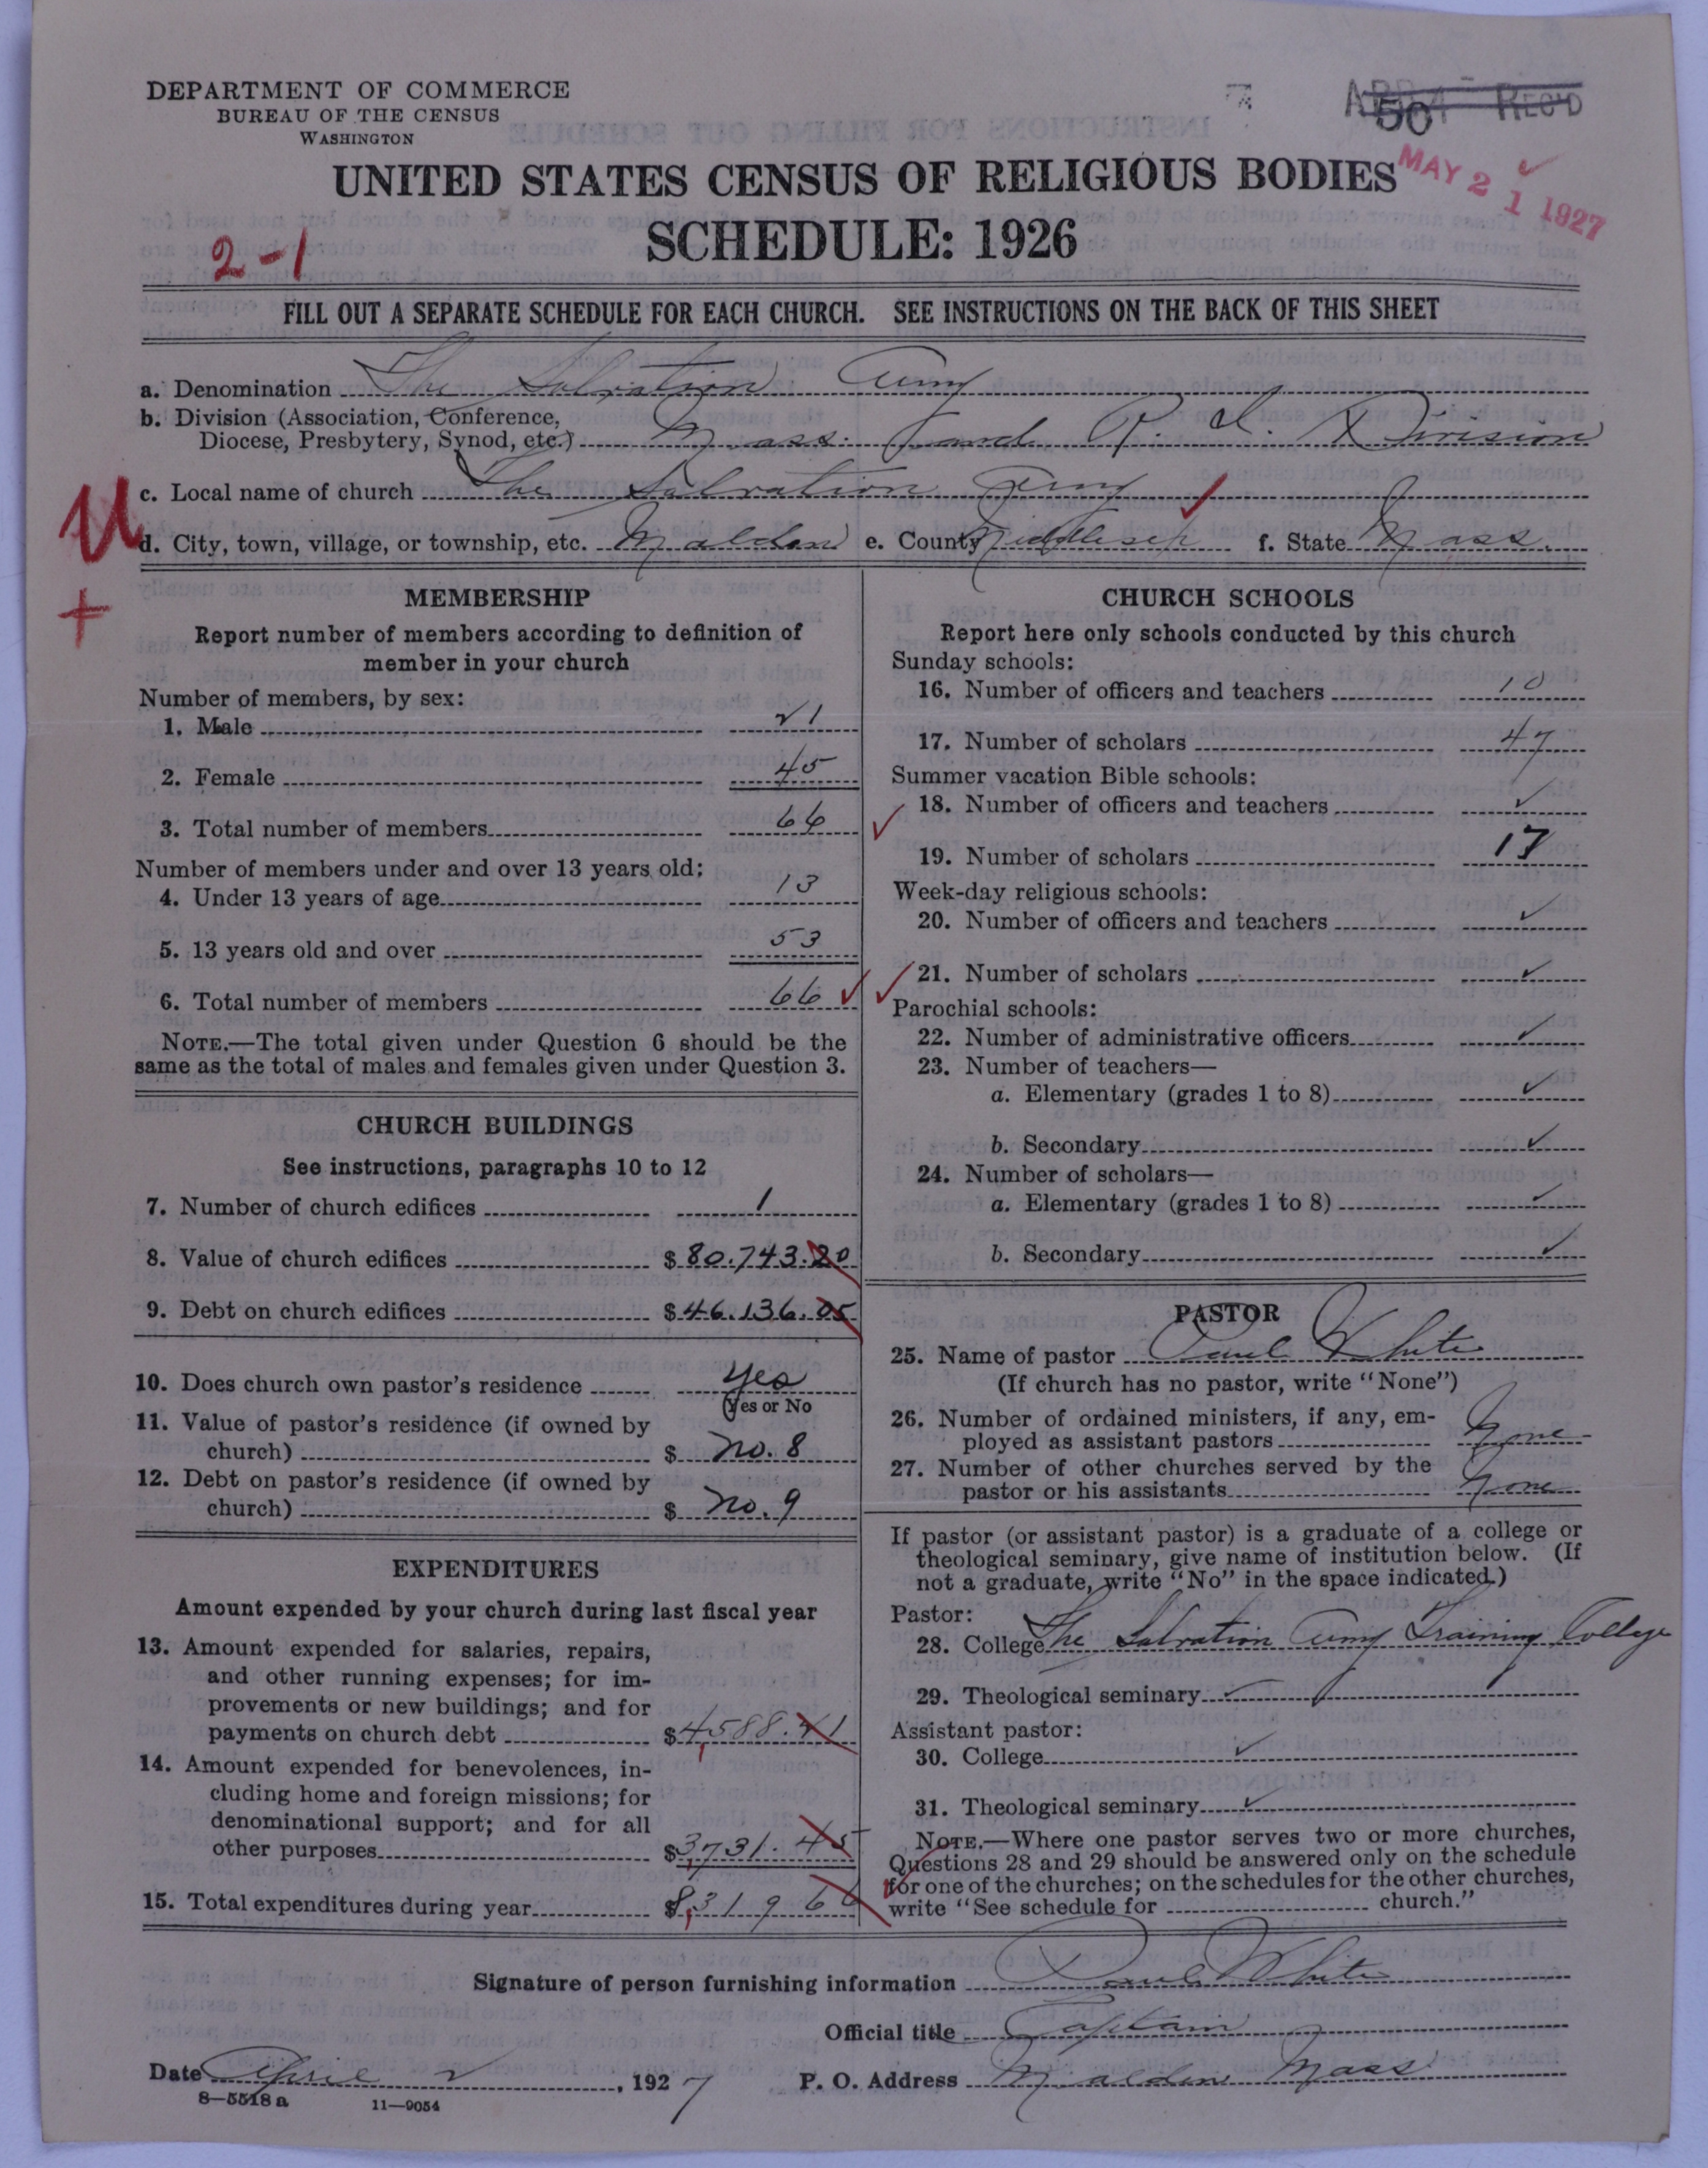 DEPARTMENT OF COMMERCE
BUREAU OF THE CENSUS
WASHINGTON
50
REC'D
UNITED STATES CENSUS OF RELIGIOUS BODIES
MAY 21 1927
SCHEDULE: 1926
2-1
FILL OUT A SEPARATE SCHEDULE FOR EACH CHURCH. SEE INSTRUCTIONS ON THE BACK OF THIS SHEET
a. Denomination The Salvation Army
b. Division (Association, Conference,
Diocese, Presbytery, Synod, etc.) Mass. and R. I. Division
c. Local name of church The Salvation Army
U
d. City, town, village, or township, etc. Malden e. County Middlesex f. State Mass.
+
MEMBERSHIP
Report number of members according to definition of
member in your church
Number of members, by sex:
1. Male 21
2. Female 45
3. Total number of members 66
Number of members under and over 13 years old:
4. Under 13 years of age 13
5. 13 years old and over 53
6. Total number of members 66
NOTE.—The total given under Question 6 should be the
same as the total of males and females given under Question 3.
CHURCH BUILDINGS
See instructions, paragraphs 10 to 12
7. Number of church edifices 1
8. Value of church edifices $ 80.743.20
9. Debt on church edifices $ 46.136.05
10. Does church own pastor's residence yes
(Yes or No
11. Value of pastor's residence (if owned by
church) $ no. 8
12. Debt on pastor's residence (if owned by
church) $ no. 9
EXPENDITURES
Amount expended by your church during last fiscal year
13. Amount expended for salaries, repairs,
and other running expenses; for im-
provements or new buildings; and for
payments on church debt $ 4,588.21
14. Amount expended for benevolences, in-
cluding home and foreign missions; for
denominational support; and for all
other purposes $ 3,731.45
15. Total expenditures during year $ 8,319 66
CHURCH SCHOOLS
Report here only schools conducted by this church
Sunday schools:
16. Number of officers and teachers 10
17. Number of scholars 47
Summer vacation Bible schools:
18. Number of officers and teachers ✓
19. Number of scholars 17
Week-day religious schools:
20. Number of officers and teachers ✓
21. Number of scholars ✓
Parochial schools:
22. Number of administrative officers ✓
23. Number of teachers—
a. Elementary (grades 1 to 8) ✓
b. Secondary ✓
24. Number of scholars—
a. Elementary (grades 1 to 8) ✓
b. Secondary ✓
PASTOR
25. Name of pastor Paul White
(If church has no pastor, write "None")
26. Number of ordained ministers, if any, em-
ployed as assistant pastors None
27. Number of other churches served by the
pastor or his assistants None
If pastor (or assistant pastor) is a graduate of a college or
theological seminary, give name of institution below. (If
not a graduate, write "No" in the space indicated.)
Pastor:
28. College The Salvation Army Training College
29. Theological seminary ✓
Assistant pastor:
30. College ✓
31. Theological seminary ✓
NOTE.—Where one pastor serves two or more churches,
Questions 28 and 29 should be answered only on the schedule
for one of the churches; on the schedules for the other churches,
write "See schedule for church."
Signature of person furnishing information Paul White
Official title Captain
Date April 2, 1927 P. O. Address Malden Mass
8—5518 a 11—9054